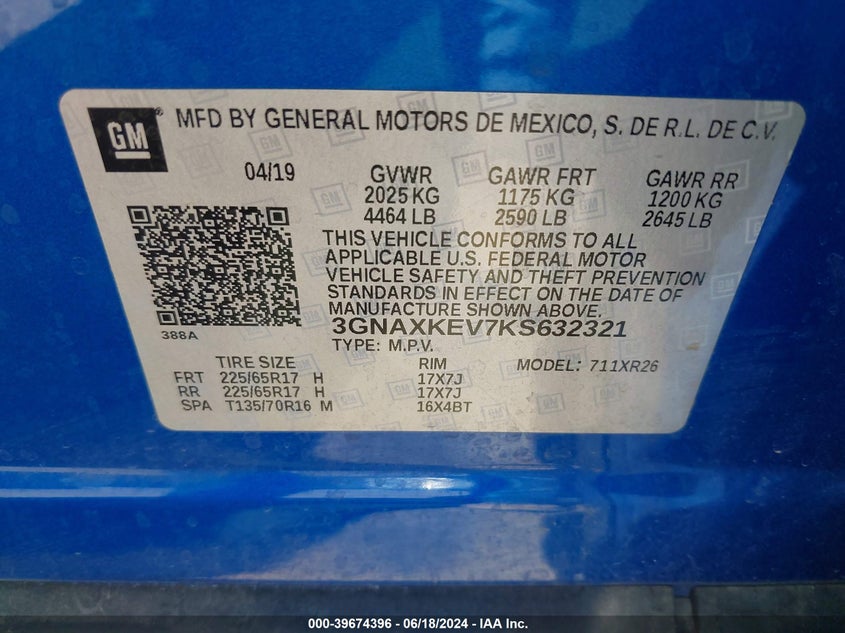 GM ® MFD BY GENERAL MOTORS DE MEXICO, S. DE R.L. DE C.V.
04/19 GVWR GAWR FRT GAWR RR
2025 KG 1175 KG 1200 KG
4464 LB 2590 LB 2645 LB
THIS VEHICLE CONFORMS TO ALL
APPLICABLE U.S. FEDERAL MOTOR
VEHICLE SAFETY AND THEFT PREVENTION
STANDARDS IN EFFECT ON THE DATE OF
MANUFACTURE SHOWN ABOVE.
388A 3GNAXKEV7KS632321
TYPE: M.P.V. MODEL: 711XR26
TIRE SIZE RIM
FRT 225/65R17 H 17X7J
RR 225/65R17 H 17X7J
SPA T135/70R16 M 16X4BT
000-39674396 - 06/18/2024 - IAA Inc.